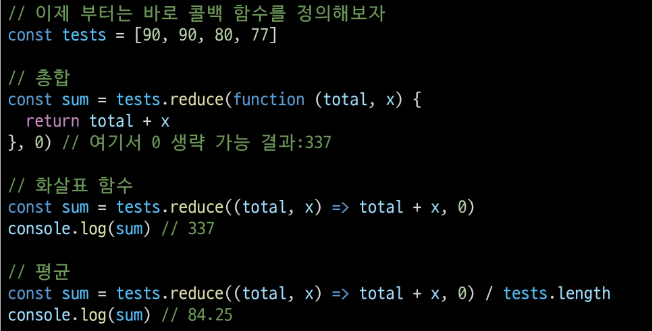 // 이제 부터는 바로 콜백 함수를 정의해보자
const tests = [90, 90, 80, 77]
// 총합
const sum = tests.reduce(function (total, x) {
  return total + x
}, 0) // 여기서 0 생략 가능 결과:337
// 화살표 함수
const sum = tests.reduce((total, x) => total + x, 0)
console.log(sum) // 337
// 평균
const sum = tests.reduce((total, x) => total + x, 0) / tests.length
console.log(sum) // 84.25